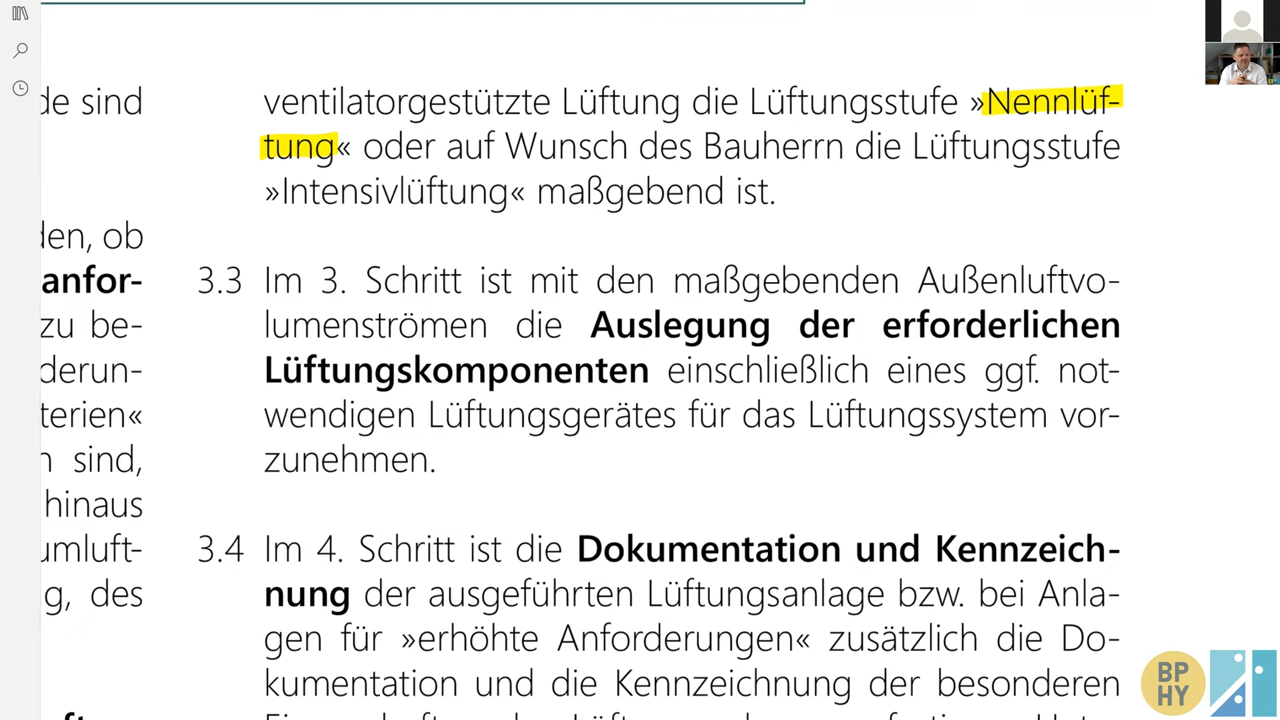 de sind
den, ob
anfor-
zu be-
derun-
terien«
n sind,
hinaus
umluft-
g, des
ventilatorgestützte Lüftung die Lüftungsstufe »Nennlüf-
tung« oder auf Wunsch des Bauherrn die Lüftungsstufe
»Intensivlüftung« maßgebend ist.
3.3 Im 3. Schritt ist mit den maßgebenden Außenluftvo-
lumenströmen die Auslegung der erforderlichen
Lüftungskomponenten einschließlich eines ggf. not-
wendigen Lüftungsgerätes für das Lüftungssystem vor-
zunehmen.
3.4 Im 4. Schritt ist die Dokumentation und Kennzeich-
nung der ausgeführten Lüftungsanlage bzw. bei Anla-
gen für »erhöhte Anforderungen« zusätzlich die Do-
kumentation und die Kennzeichnung der besonderen
BP
HY